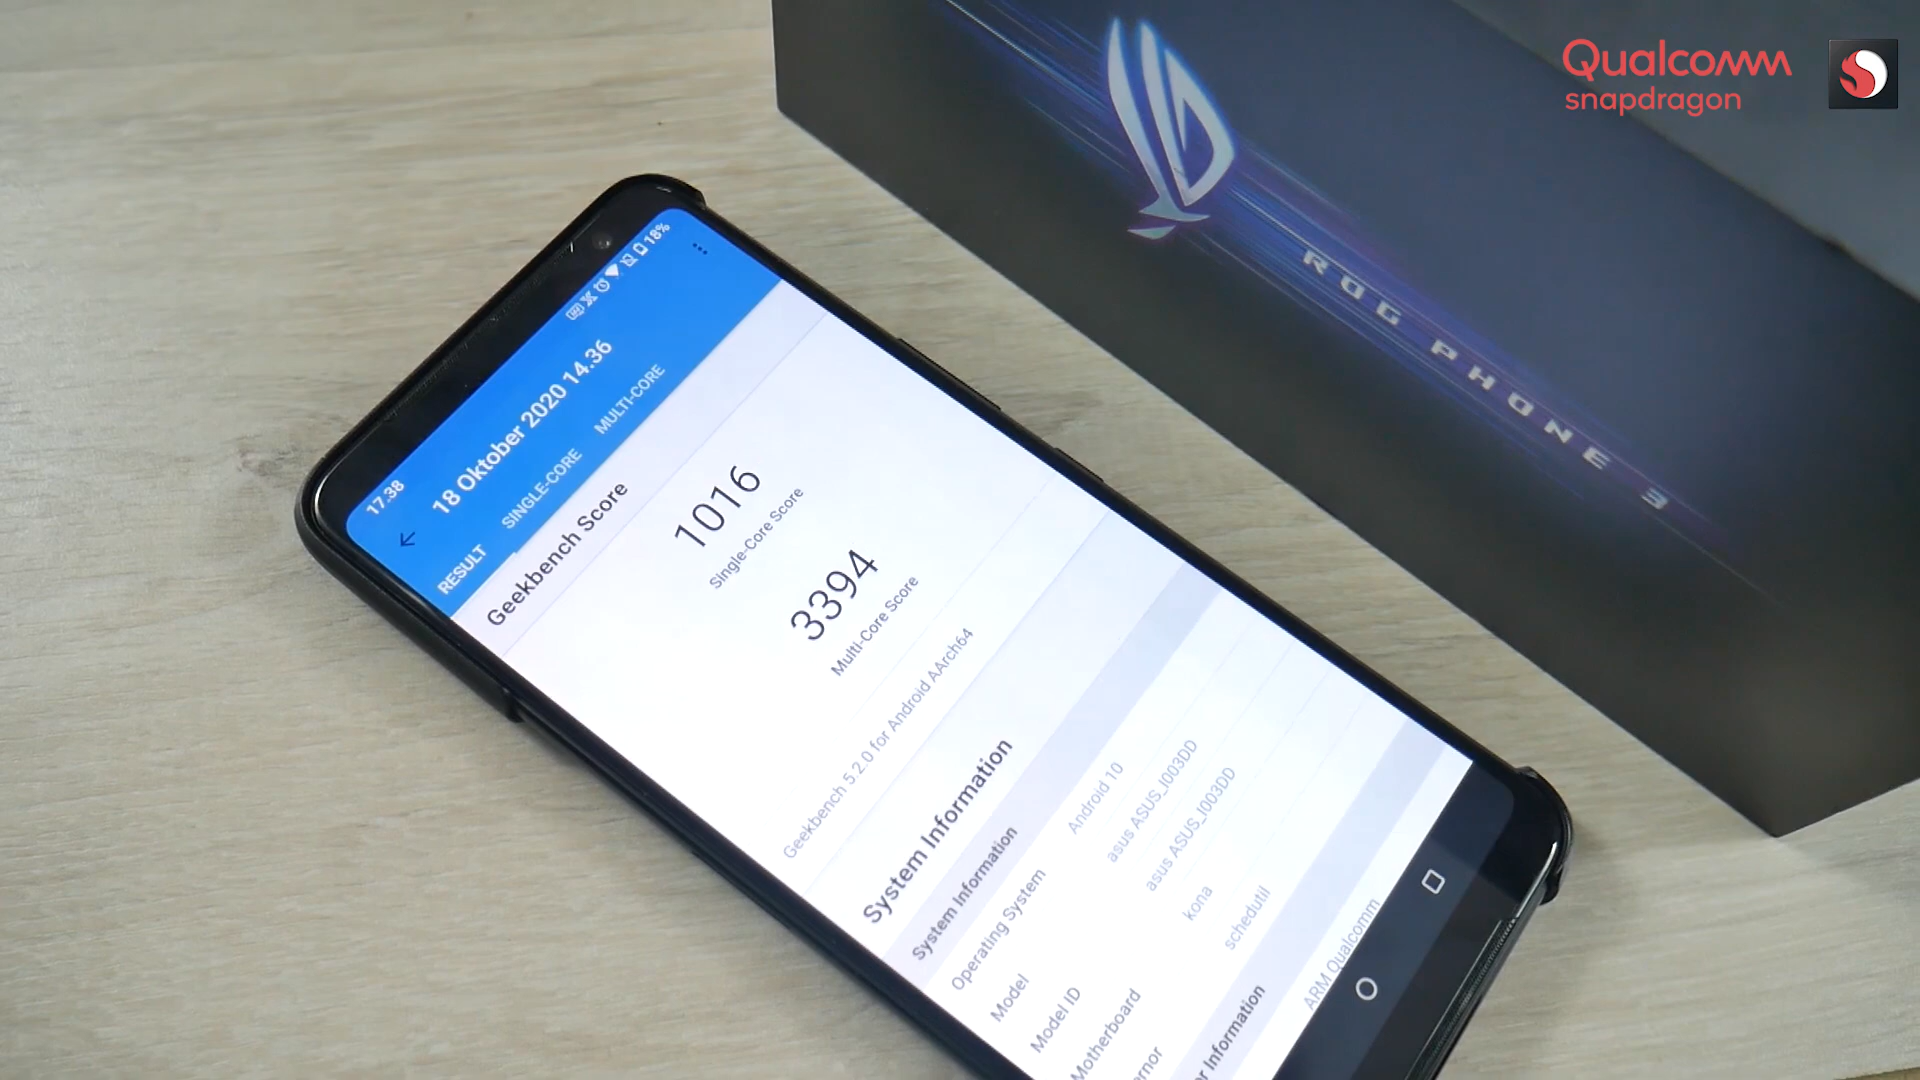 Qualcomm
snapdragon
ROG PHONE 3
17.38
18%
18 Oktober 2020 14.36
RESULT SINGLE-CORE MULTI-CORE
Geekbench Score
1016
Single-Core Score
3394
Multi-Core Score
Geekbench 5.2.0 for Android AArch64
System Information
System Information
Operating System Android 10
Model asus ASUS_I003DD
Model ID asus ASUS_I003DD
Motherboard kona
ernor schedutil
r Information
ARM Qualcomm